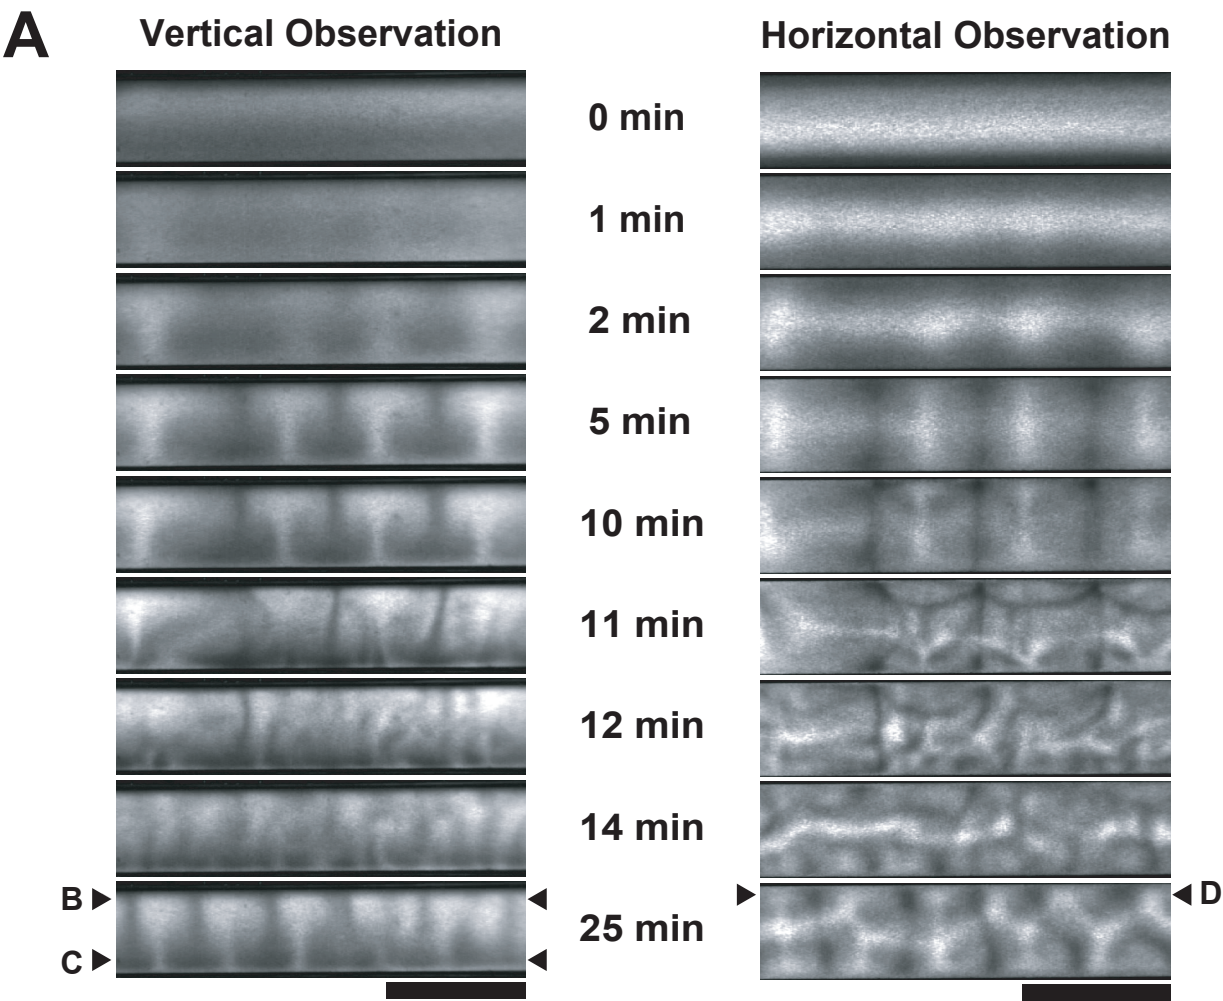 A
Vertical Observation
Horizontal Observation
0 min
1 min
2 min
5 min
10 min
11 min
12 min
14 min
25 min
B
C
D